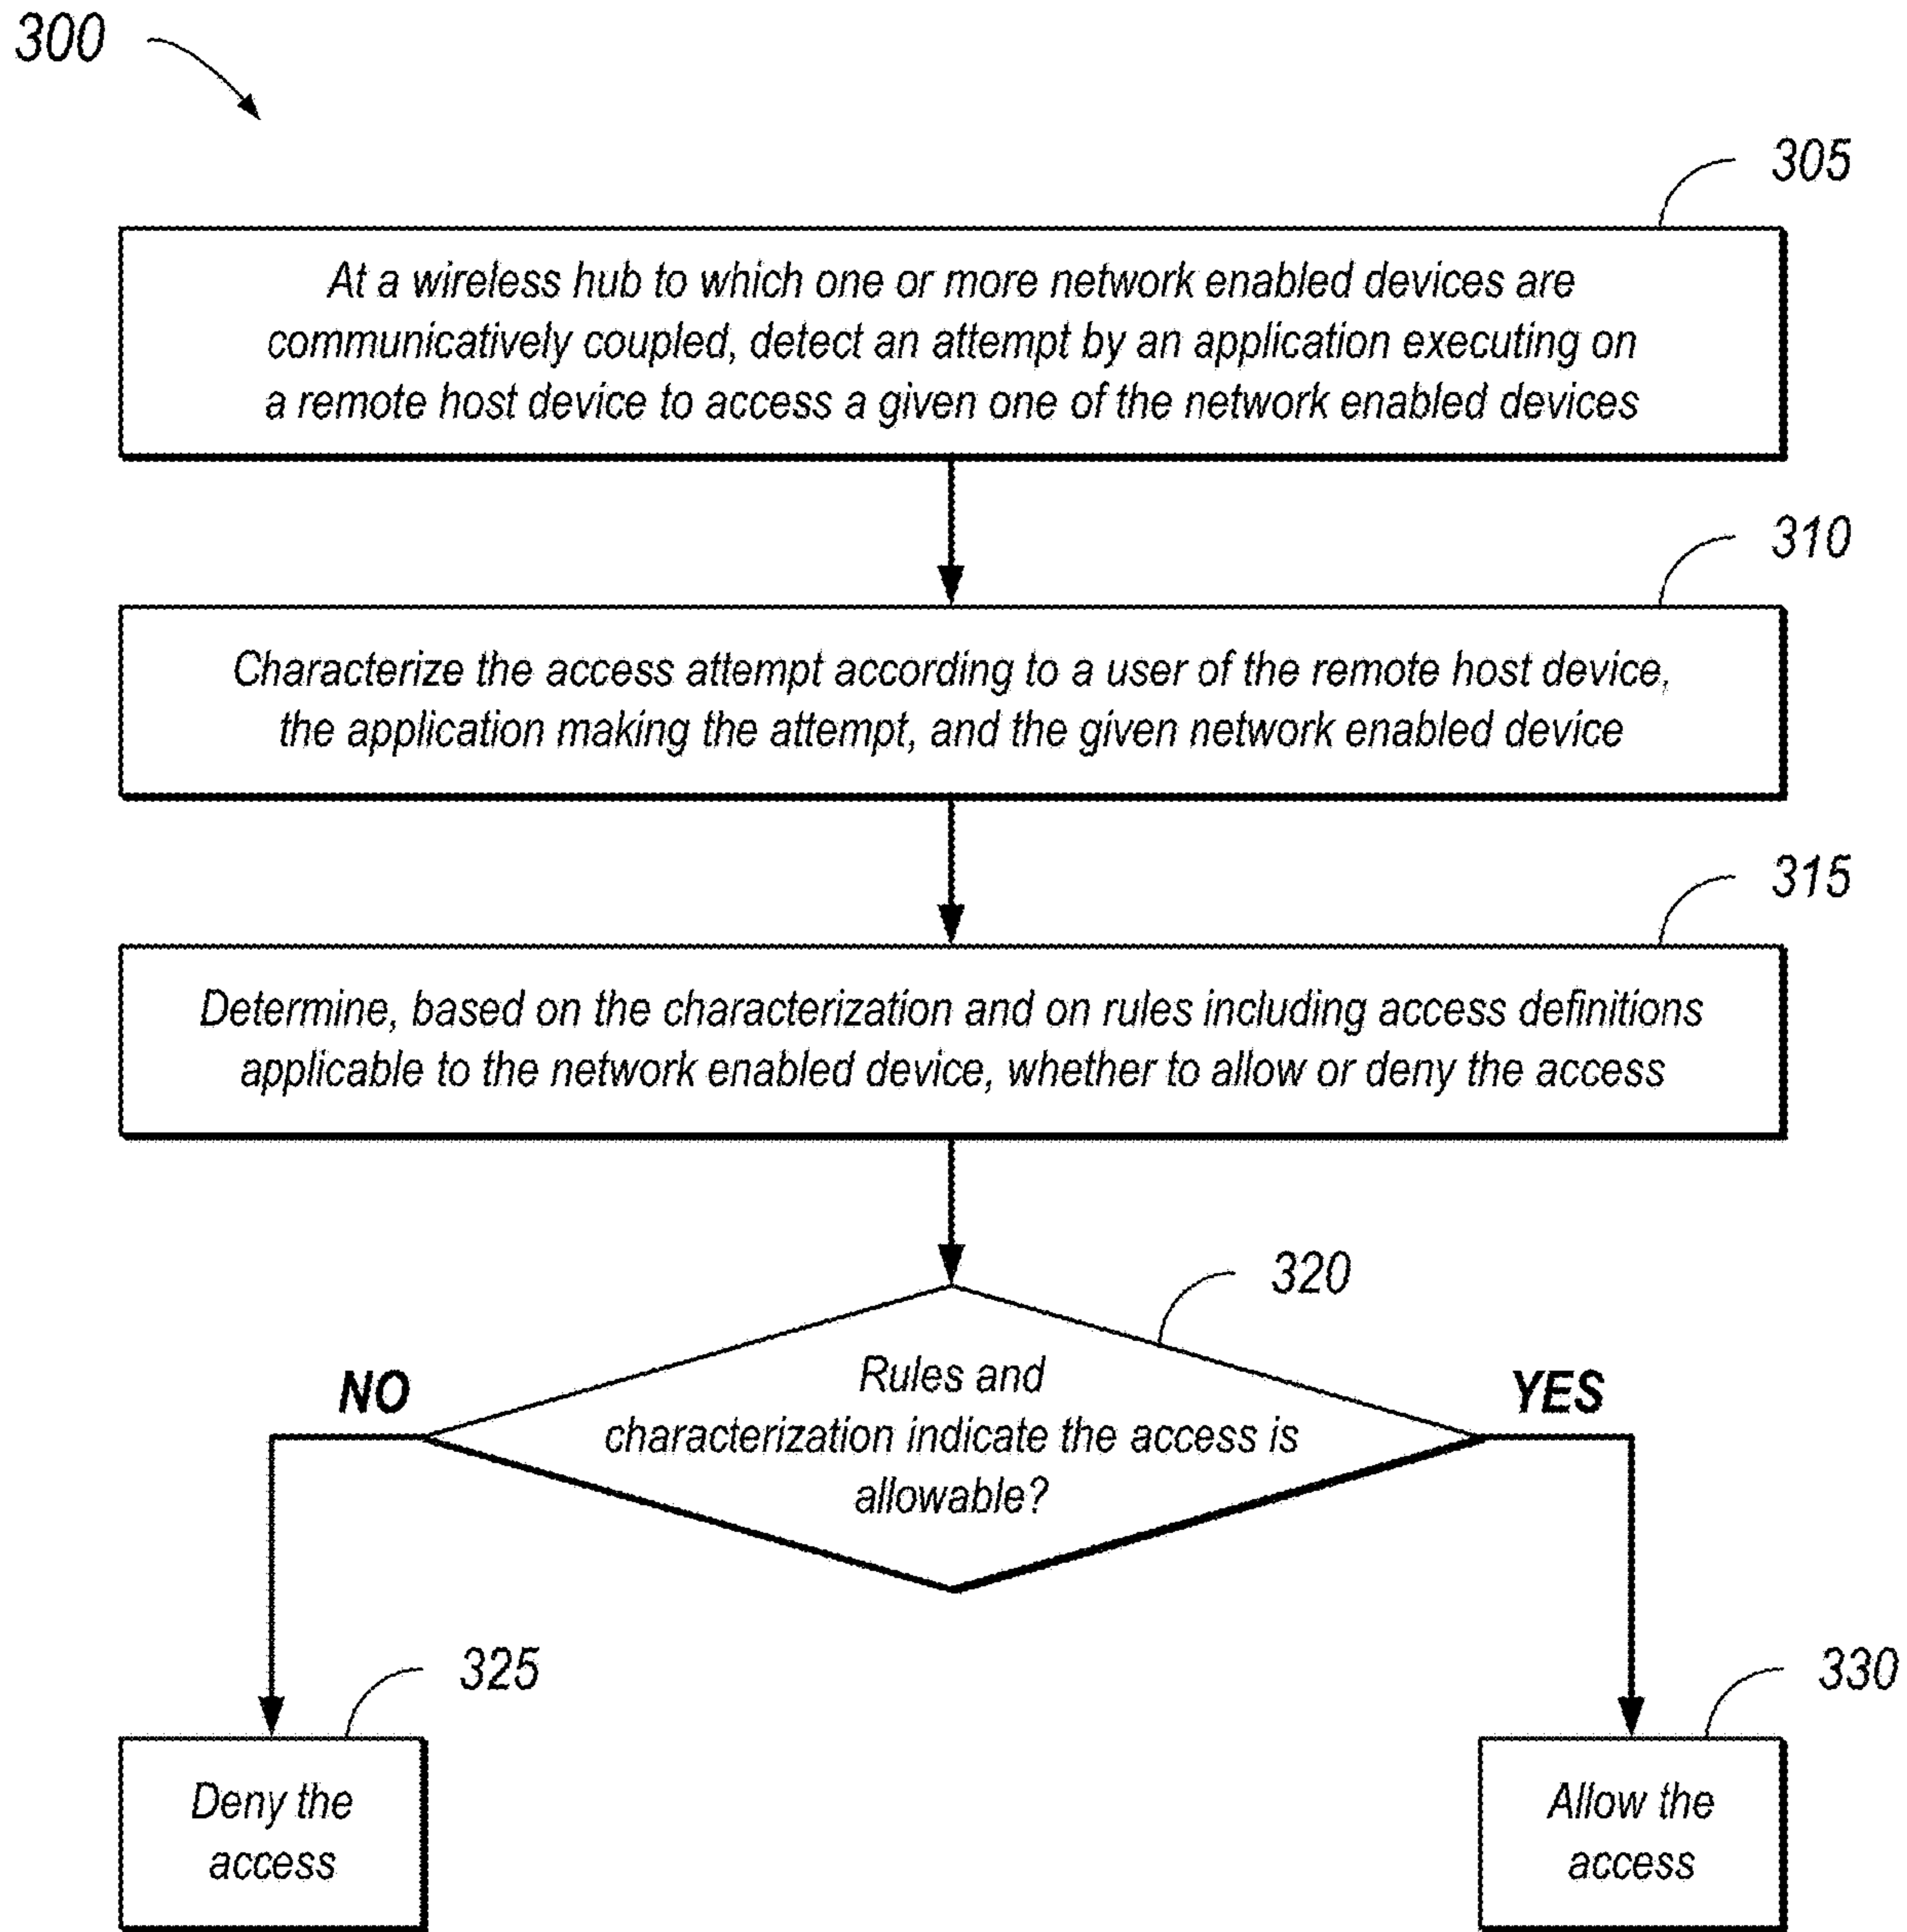 300
305
At a wireless hub to which one or more network enabled devices are
communicatively coupled, detect an attempt by an application executing on
a remote host device to access a given one of the network enabled devices
310
Characterize the access attempt according to a user of the remote host device,
the application making the attempt, and the given network enabled device
315
Determine, based on the characterization and on rules including access definitions
applicable to the network enabled device, whether to allow or deny the access
320
Rules and
characterization indicate the access is
allowable?
NO
YES
325
Deny the
access
330
Allow the
access